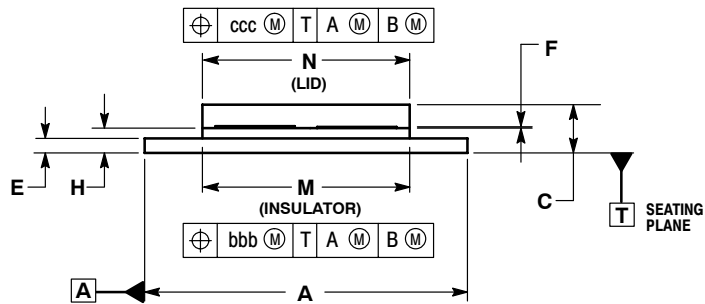 ⌖ ccc Ⓜ T A Ⓜ B Ⓜ
N
(LID)
F
E
H
M
(INSULATOR)
C
T SEATING
PLANE
⌖ bbb Ⓜ T A Ⓜ B Ⓜ
A
A